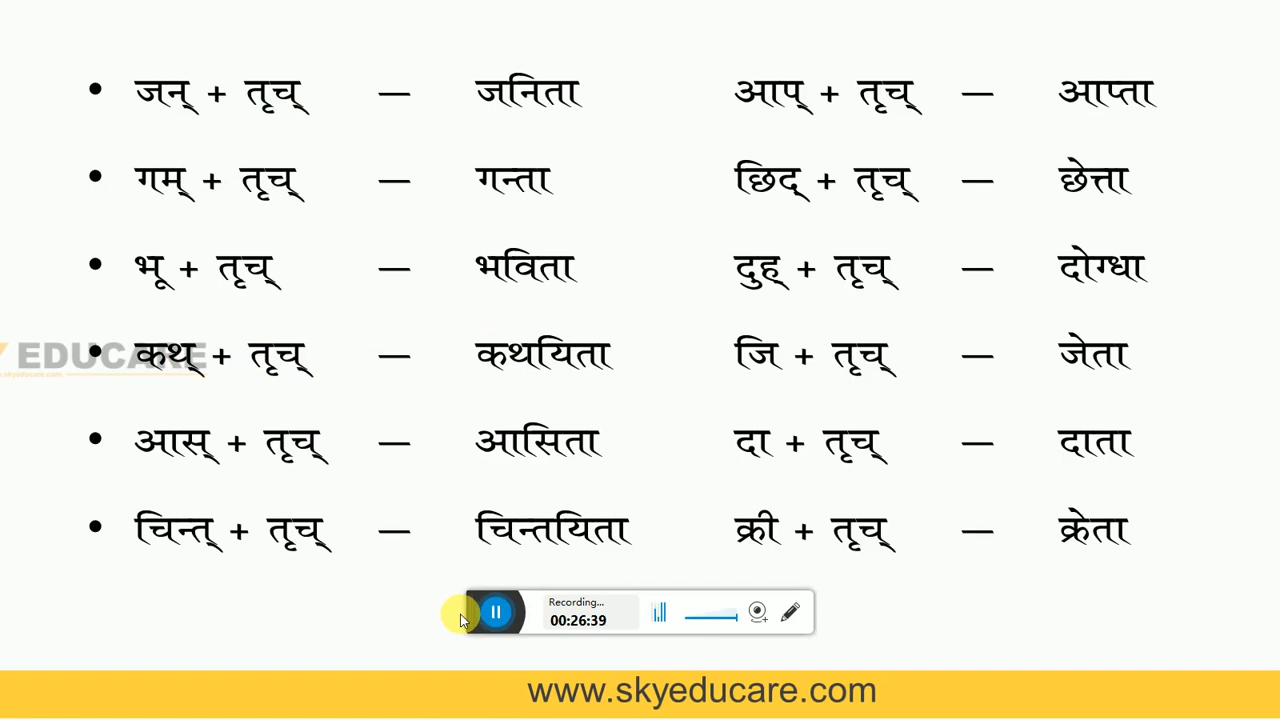 • जन् + तृच् — जनिता आप् + तृच् — आप्ता
• गम् + तृच् — गन्ता छिद् + तृच् — छेत्ता
• भू + तृच् — भविता दुह् + तृच् — दोग्धा
• कथ् + तृच् — कथयिता जि + तृच् — जेता
EDUCARE
• आस् + तृच् — आसिता दा + तृच् — दाता
• चिन्त् + तृच् — चिन्तयिता क्री + तृच् — क्रेता
Recording...
00:26:39
www.skyeducare.com